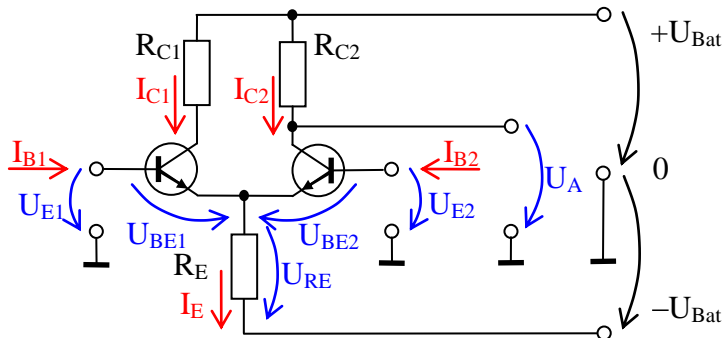 +U_Bat
R_C1
R_C2
I_C1
I_C2
I_B1
I_B2
0
U_A
U_E1
U_E2
U_BE1
U_BE2
R_E
U_RE
I_E
−U_Bat